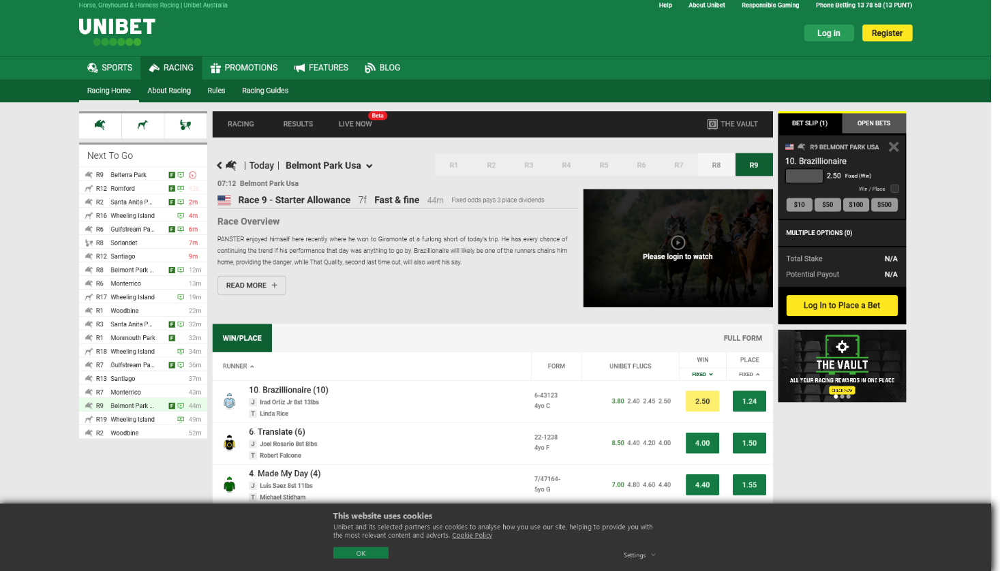 Horse, Greyhound & Harness Racing | Unibet Australia
Help About Unibet Responsible Gaming Phone Betting 13 78 68 (13 PUNT)
UNIBET
Log in Register
SPORTS RACING PROMOTIONS FEATURES BLOG
Racing Home About Racing Rules Racing Guides
Next To Go
R9 Belterra Park F
R12 Romford F 43s
R2 Santa Anita P... F 2m
R16 Wheeling Island 4m
R6 Gulfstream Pa... F 6m
R8 Sorlandet 7m
R12 Santiago 9m
R8 Belmont Park ... F 12m
R6 Monterrico 13m
R17 Wheeling Island 19m
R1 Woodbine 22m
R3 Santa Anita P... F 32m
R1 Monmouth Park F 32m
R18 Wheeling Island 34m
R7 Gulfstream Pa... F 36m
R13 Santiago 37m
R7 Monterrico 43m
R9 Belmont Park ... F 44m
R19 Wheeling Island 49m
R2 Woodbine 52m
RACING RESULTS LIVE NOW Beta THE VAULT
| Today | Belmont Park Usa
R1 R2 R3 R4 R5 R6 R7 R8 R9
07:12 Belmont Park Usa
Race 9 - Starter Allowance 7f Fast & fine 44m Fixed odds pays 3 place dividends
Race Overview
PANSTER enjoyed himself here recently where he won to Giramonte at a furlong short of today's trip. He has every chance of
continuing the trend if his performance that day was anything to go by. Brazillionaire will likely be one of the runners chains him
home, providing the danger, while That Quality, second last time out, will also want his say.
READ MORE +
Please login to watch
WIN/PLACE FULL FORM
RUNNER FORM UNIBET FLUCS WIN PLACE
FIXED FIXED
10. Brazillionaire (10)
J Irad Ortiz Jr 8st 13lbs
T Linda Rice
6-43123
4yo C
3.80 2.40 2.45 2.50
2.50 1.24
6. Translate (6)
J Joel Rosario 8st 8lbs
T Robert Falcone
22-1238
4yo F
8.50 4.40 4.20 4.00
4.00 1.50
4. Made My Day (4)
J Luis Saez 8st 11lbs
T Michael Stidham
7/47164-
5yo G
7.00 4.80 4.60 4.40
4.40 1.55
BET SLIP (1) OPEN BETS
R9 BELMONT PARK USA
10. Brazillionaire
2.50 Fixed (Win)
Win / Place
$10 $50 $100 $500
MULTIPLE OPTIONS (0)
Total Stake N/A
Potential Payout N/A
Log In to Place a Bet
THE VAULT
ALL YOUR RACING REWARDS IN ONE PLACE
CHECK NOW
This website uses cookies
Unibet and its selected partners use cookies to analyse how you use our site, helping to provide you with
the most relevant content and adverts. Cookie Policy
OK
Settings